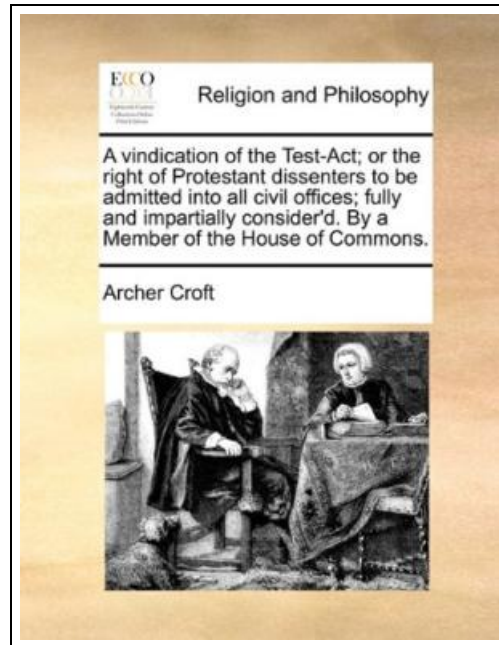 ECCO
Religion and Philosophy
A vindication of the Test-Act; or the
right of Protestant dissenters to be
admitted into all civil offices; fully
and impartially consider'd. By a
Member of the House of Commons.
Archer Croft